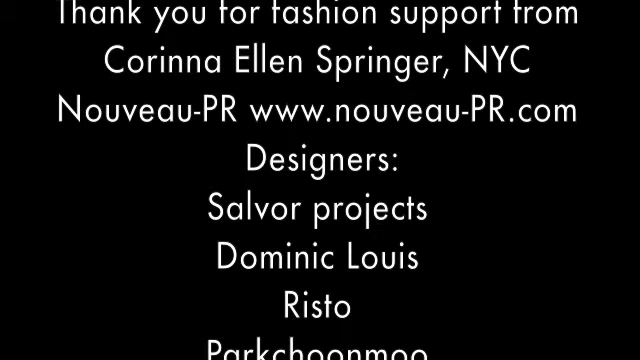 Thank you for fashion support from
Corinna Ellen Springer, NYC
Nouveau-PR www.nouveau-PR.com
Designers:
Salvor projects
Dominic Louis
Risto
Parkchoonmoo